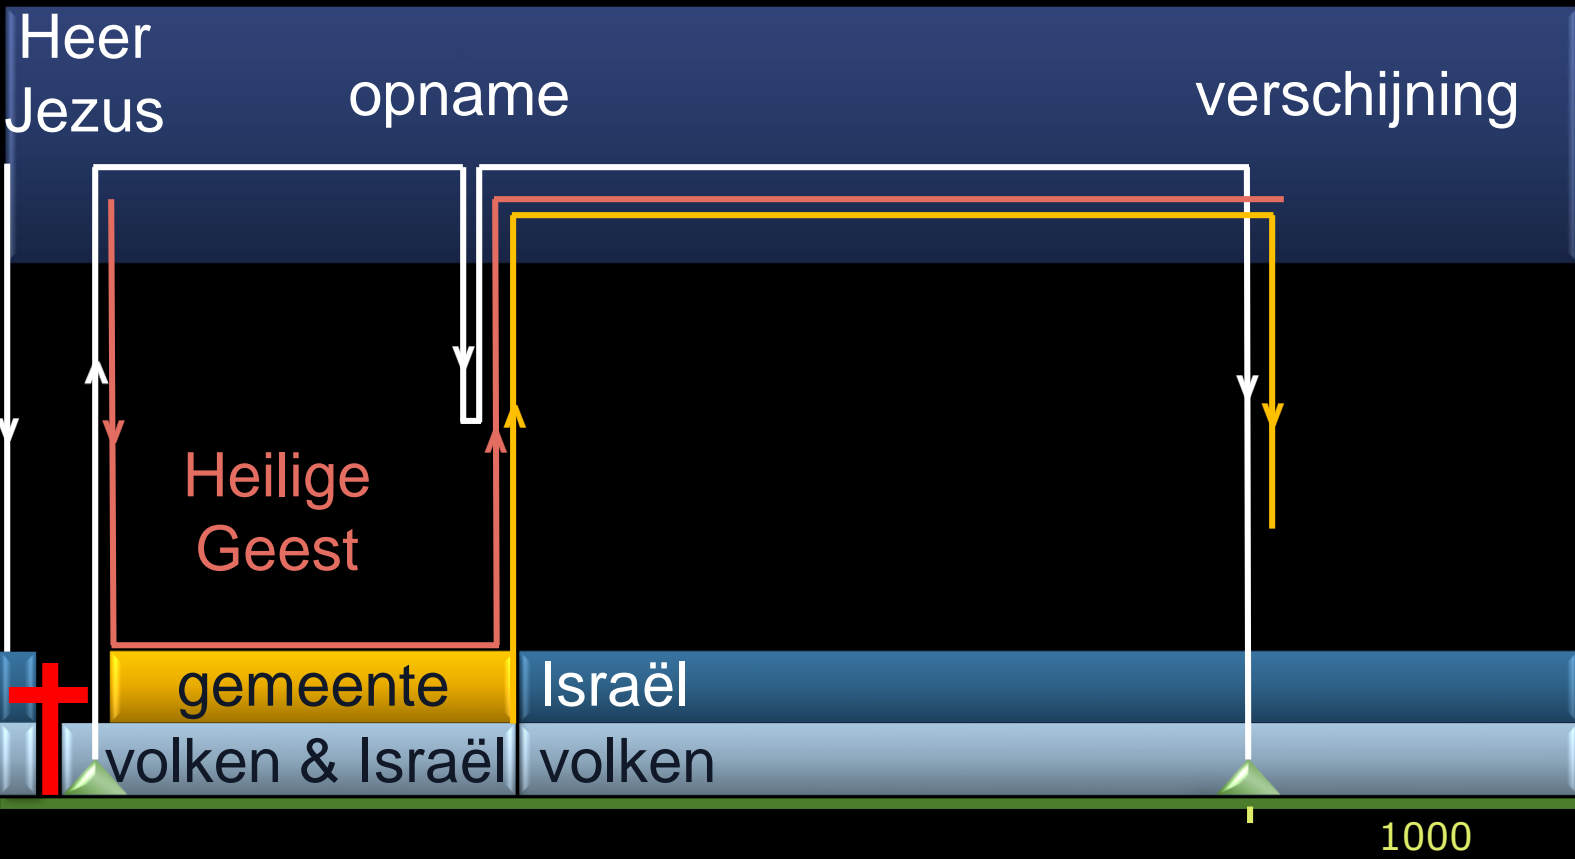 Heer
Jezus
opname
verschijning
Heilige
Geest
gemeente
Israël
volken & Israël
volken
1000